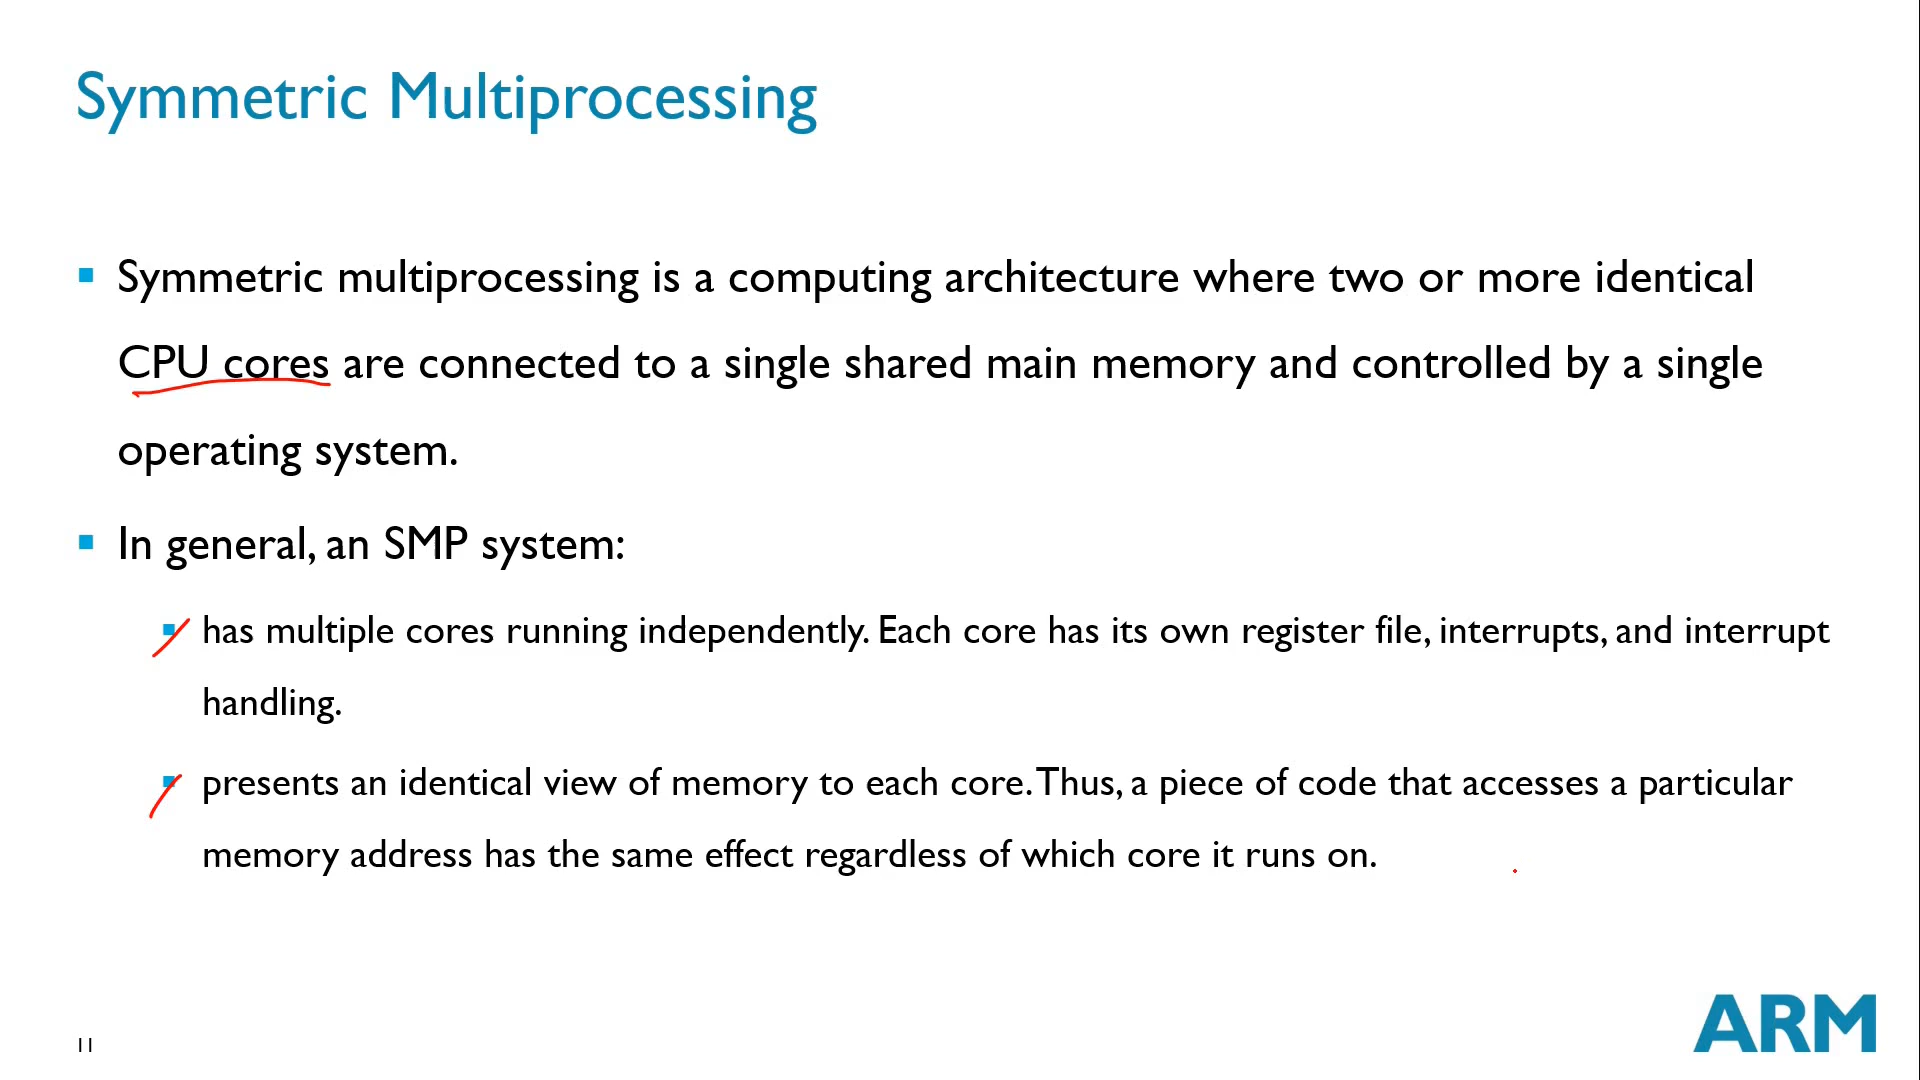 Symmetric Multiprocessing
Symmetric multiprocessing is a computing architecture where two or more identical
CPU cores are connected to a single shared main memory and controlled by a single
operating system.
In general, an SMP system:
has multiple cores running independently. Each core has its own register file, interrupts, and interrupt
handling.
presents an identical view of memory to each core. Thus, a piece of code that accesses a particular
memory address has the same effect regardless of which core it runs on.
11
ARM